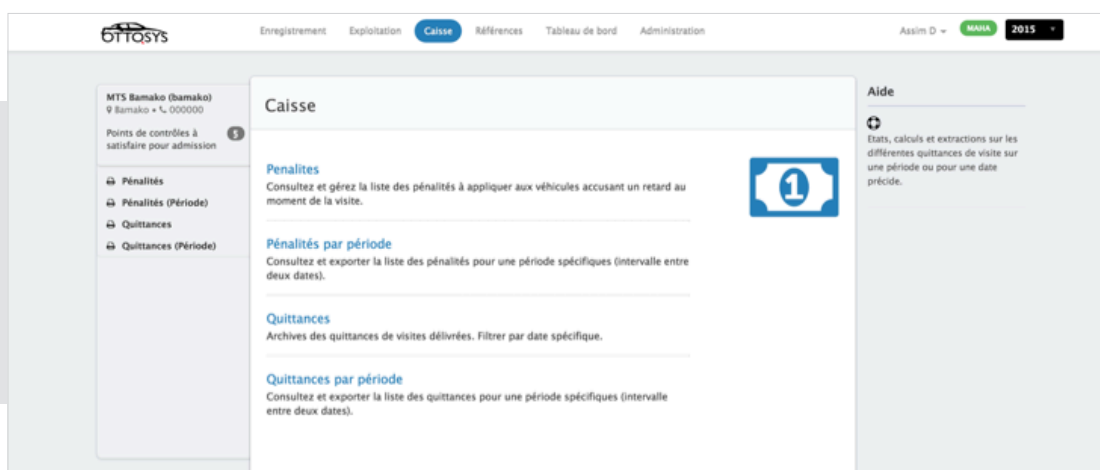 OTTOSYS
Enregistrement Exploitation Caisse Références Tableau de bord Administration
Assim D MAHA 2015
MTS Bamako (bamako)
Bamako • 000000
Points de contrôles à 5
satisfaire pour admission
Pénalités
Pénalités (Période)
Quittances
Quittances (Période)
Caisse
Penalites
Consultez et gérez la liste des pénalités à appliquer aux véhicules accusant un retard au
moment de la visite.
1
Pénalités par période
Consultez et exporter la liste des pénalités pour une période spécifiques (intervalle entre
deux dates).
Quittances
Archives des quittances de visites délivrées. Filtrer par date spécifique.
Quittances par période
Consultez et exporter la liste des quittances pour une période spécifiques (intervalle
entre deux dates).
Aide
Etats, calculs et extractions sur les
différentes quittances de visite sur
une période ou pour une date
précide.